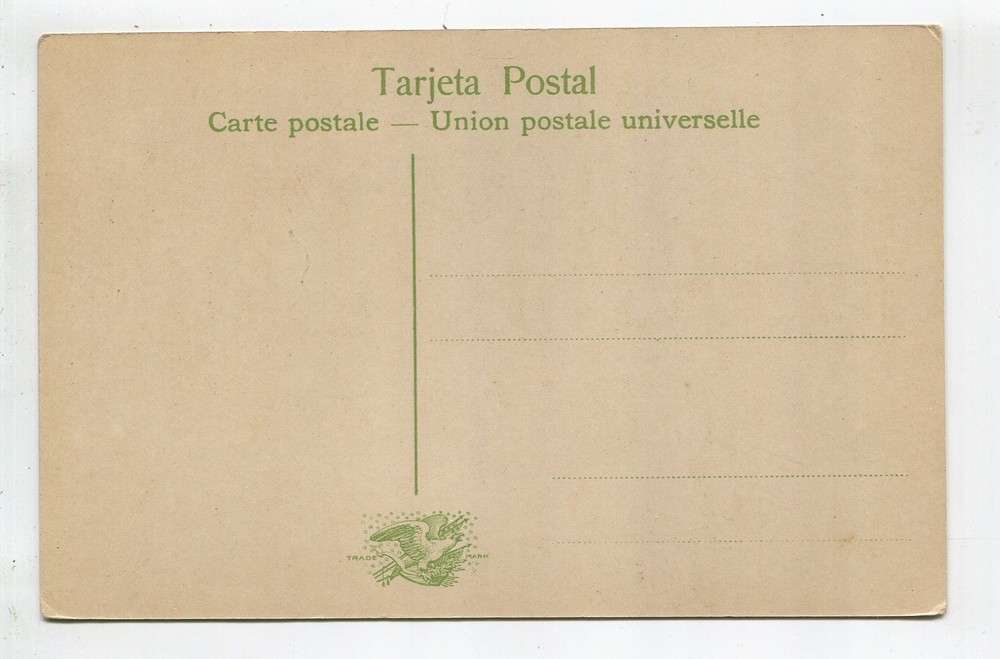 Tarjeta Postal
Carte postale — Union postale universelle
TRADE MARK